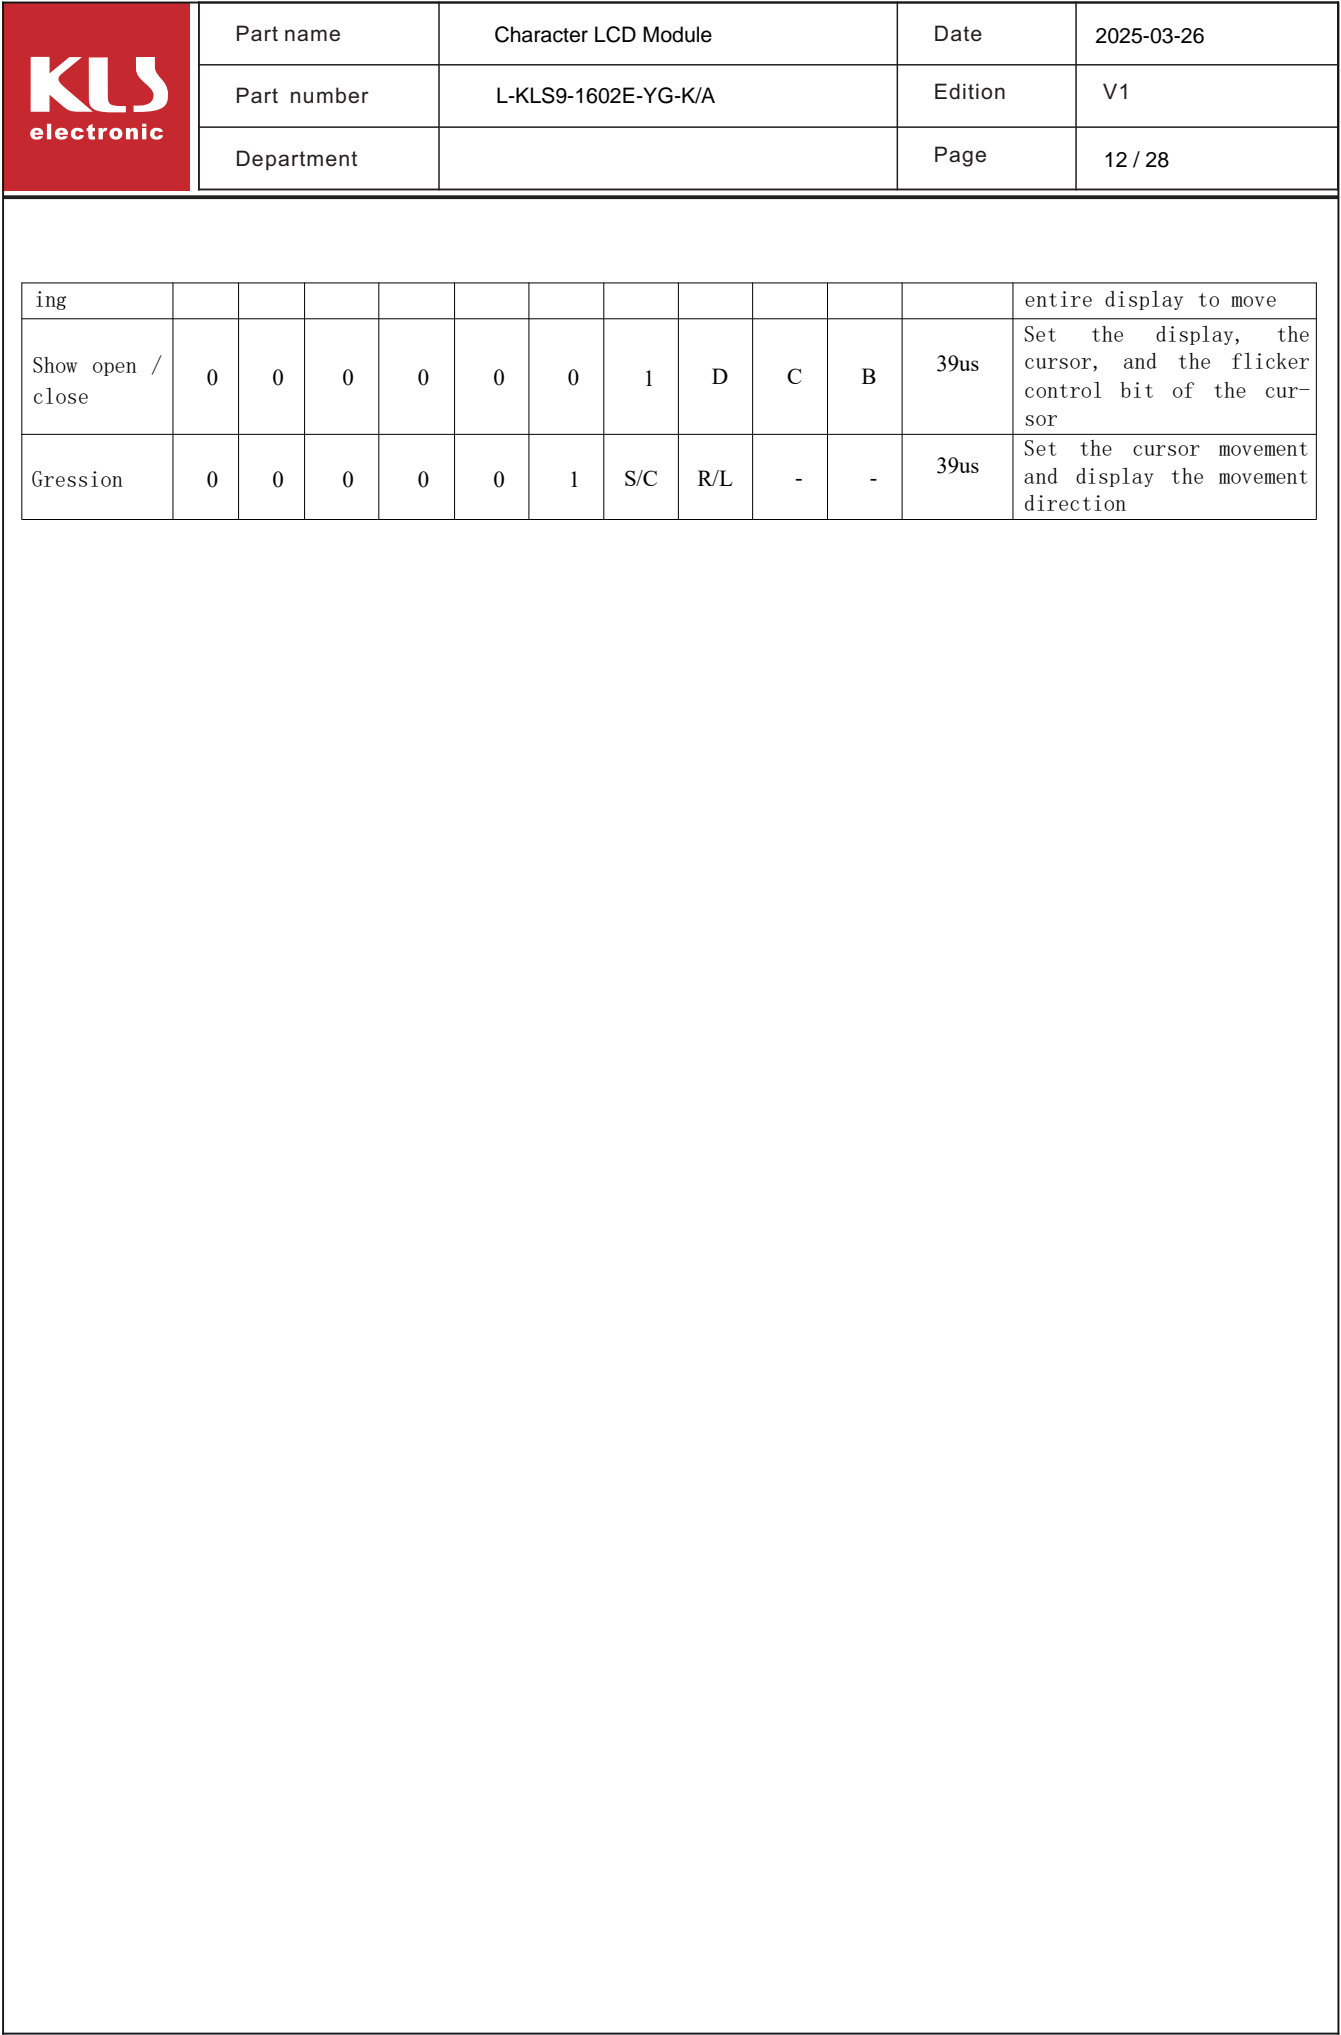 KLS
electronic
Part name Character LCD Module Date 2025-03-26
Part number L-KLS9-1602E-YG-K/A Edition V1
Department Page 12 / 28
ing entire display to move
Show open / close 0 0 0 0 0 0 1 D C B 39us Set the display, the
cursor, and the flicker
control bit of the cur-
sor
Gression 0 0 0 0 0 1 S/C R/L - - 39us Set the cursor movement
and display the movement
direction